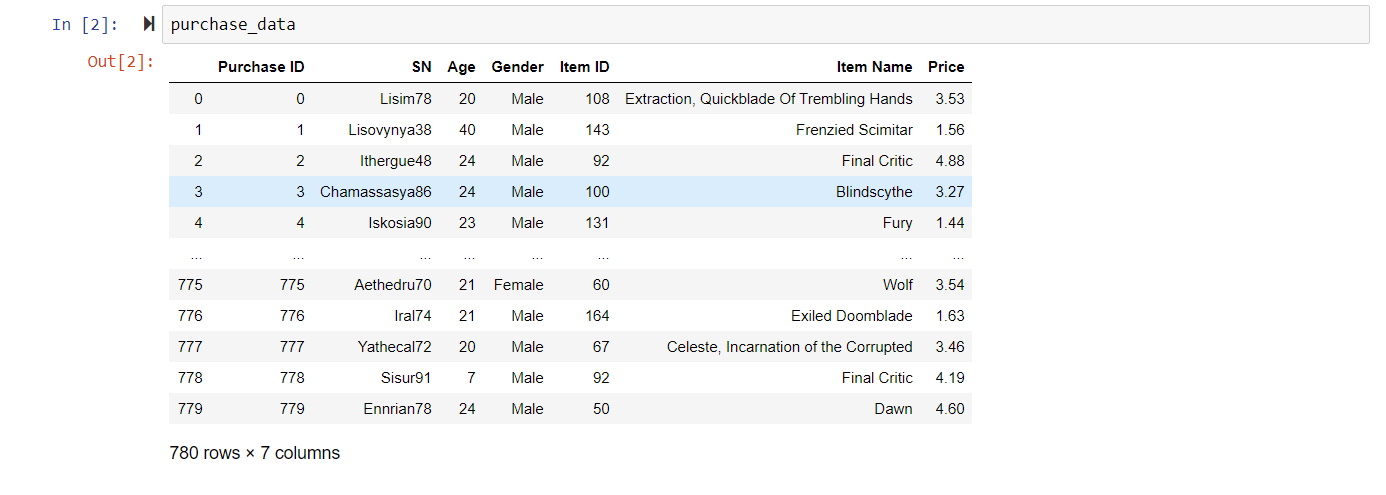 In [2]: purchase_data
Out[2]:
Purchase ID SN Age Gender Item ID Item Name Price
0 0 Lisim78 20 Male 108 Extraction, Quickblade Of Trembling Hands 3.53
1 1 Lisovynya38 40 Male 143 Frenzied Scimitar 1.56
2 2 Ithergue48 24 Male 92 Final Critic 4.88
3 3 Chamassasya86 24 Male 100 Blindscythe 3.27
4 4 Iskosia90 23 Male 131 Fury 1.44
... ... ... ... ... ... ... ...
775 775 Aethedru70 21 Female 60 Wolf 3.54
776 776 Iral74 21 Male 164 Exiled Doomblade 1.63
777 777 Yathecal72 20 Male 67 Celeste, Incarnation of the Corrupted 3.46
778 778 Sisur91 7 Male 92 Final Critic 4.19
779 779 Ennrian78 24 Male 50 Dawn 4.60
780 rows × 7 columns